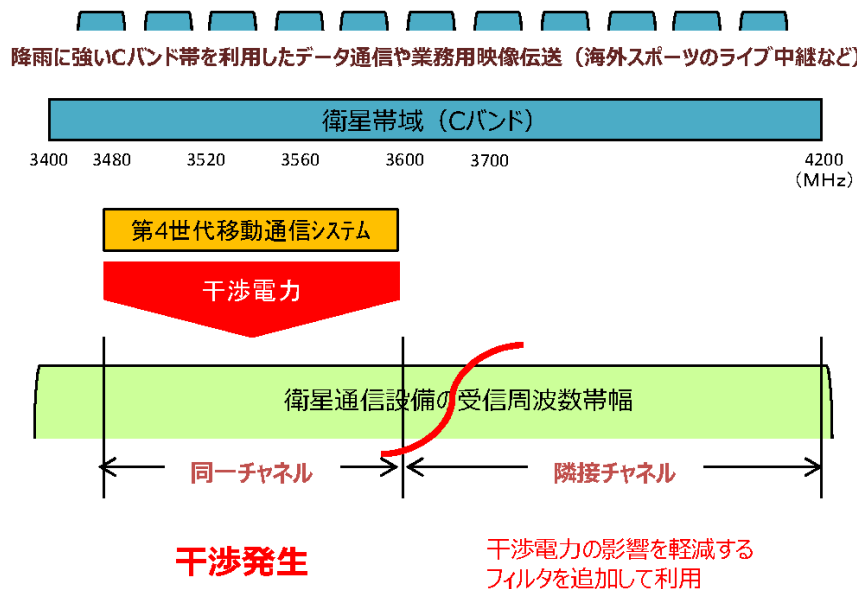 降雨に強いCバンド帯を利用したデータ通信や業務用映像伝送（海外スポーツのライブ中継など）
衛星帯域（Cバンド）
3400 3480 3520 3560 3600 3700 4200
（MHz）
第4世代移動通信システム
干渉電力
衛星通信設備の受信周波数帯幅
同一チャネル 隣接チャネル
干渉発生
干渉電力の影響を軽減する
フィルタを追加して利用